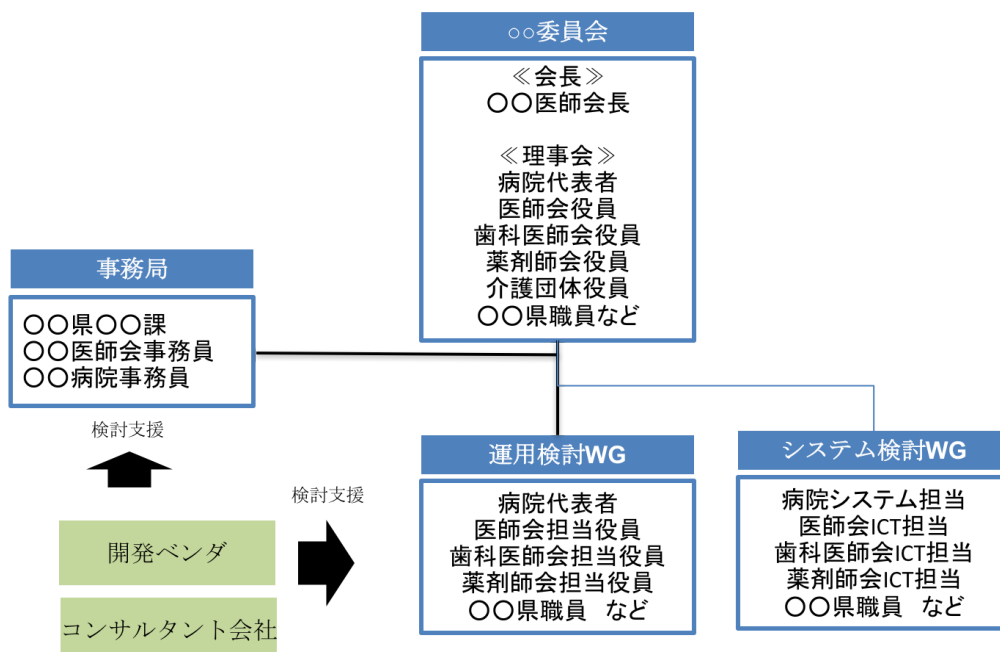 ○○委員会
≪会長≫
〇〇医師会長
≪理事会≫
病院代表者
医師会役員
歯科医師会役員
薬剤師会役員
介護団体役員
〇〇県職員など
事務局
〇〇県〇〇課
〇〇医師会事務員
〇〇病院事務員
検討支援
検討支援
開発ベンダ
コンサルタント会社
運用検討WG
病院代表者
医師会担当役員
歯科医師会担当役員
薬剤師会担当役員
〇〇県職員　など
システム検討WG
病院システム担当
医師会ICT担当
歯科医師会ICT担当
薬剤師会ICT担当
〇〇県職員　など